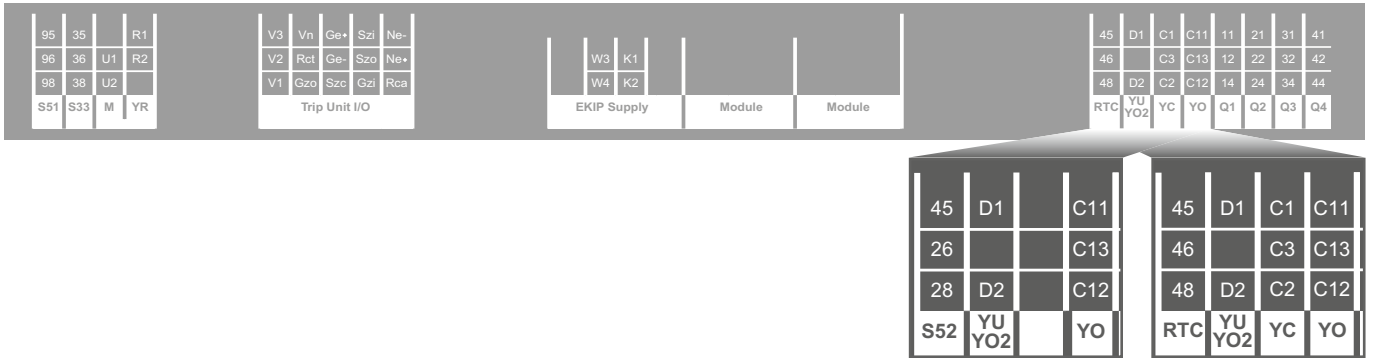 95 35 R1
96 36 U1 R2
98 38 U2
S51 S33 M YR
V3 Vn Ge+ Szi Ne-
V2 Rct Ge- Szo Ne+
V1 Gzo Szc Gzi Rca
Trip Unit I/O
W3 K1
W4 K2
EKIP Supply Module Module
45 D1 C1 C11 11 21 31 41
46 C3 C13 12 22 32 42
48 D2 C2 C12 14 24 34 44
RTC YU YC YO Q1 Q2 Q3 Q4
YO2
45 D1 C11
26 C13
28 D2 C12
S52 YU YO
YO2
45 D1 C1 C11
46 C3 C13
48 D2 C2 C12
RTC YU YC YO
YO2